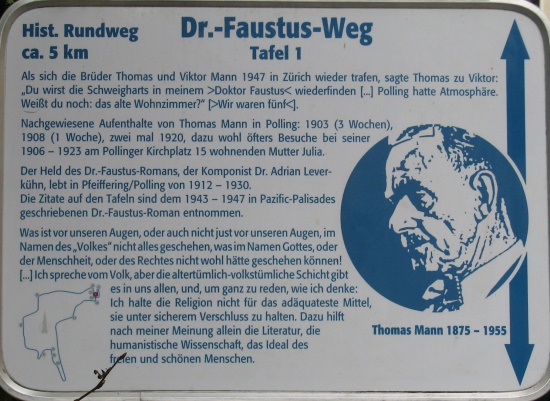 Hist. Rundweg
ca. 5 km
Dr.-Faustus-Weg
Tafel 1
Als sich die Brüder Thomas und Viktor Mann 1947 in Zürich wieder trafen, sagte Thomas zu Viktor:
„Du wirst die Schweigharts in meinem >Doktor Faustus< wiederfinden [...] Polling hatte Atmosphäre.
Weißt du noch: das alte Wohnzimmer?“ [>Wir waren fünf<].
Nachgewiesene Aufenthalte von Thomas Mann in Polling: 1903 (3 Wochen),
1908 (1 Woche), zwei mal 1920, dazu wohl öfters Besuche bei seiner
1906 – 1923 am Pollinger Kirchplatz 15 wohnenden Mutter Julia.
Der Held des Dr.-Faustus-Romans, der Komponist Dr. Adrian Lever-
kühn, lebt in Pfeiffering/Polling von 1912 – 1930.
Die Zitate auf den Tafeln sind dem 1943 – 1947 in Pazific-Palisades
geschriebenen Dr.-Faustus-Roman entnommen.
Was ist vor unseren Augen, oder auch nicht just vor unseren Augen, im
Namen des „Volkes“ nicht alles geschehen, was im Namen Gottes, oder
der Menschheit, oder des Rechtes nicht wohl hätte geschehen können!
[...] Ich spreche vom Volk, aber die altertümlich-volkstümliche Schicht gibt
es in uns allen, und, um ganz zu reden, wie ich denke:
Ich halte die Religion nicht für das adäquateste Mittel,
sie unter sicherem Verschluss zu halten. Dazu hilft
nach meiner Meinung allein die Literatur, die
humanistische Wissenschaft, das Ideal des
freien und schönen Menschen.
Thomas Mann 1875 – 1955